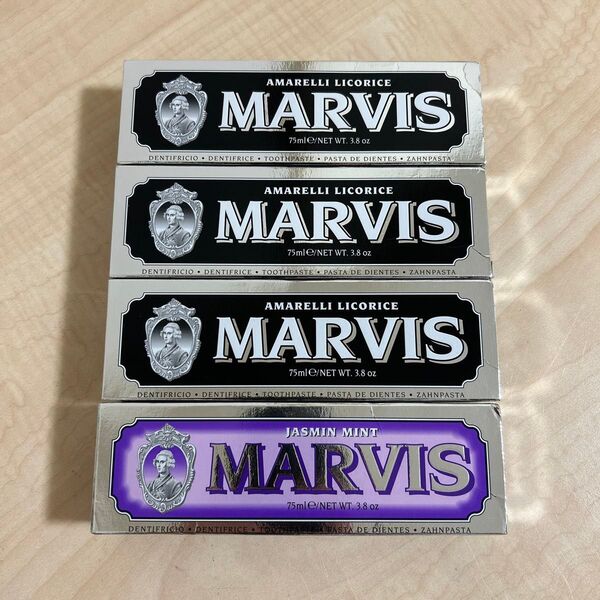 AMARELLI LICORICE
MARVIS
75ml ℮/NET WT. 3.8 oz
DENTIFRICIO • DENTIFRICE • TOOTHPASTE • PASTA DE DIENTES • ZAHNPASTA
AMARELLI LICORICE
MARVIS
75ml ℮/NET WT. 3.8 oz
DENTIFRICIO • DENTIFRICE • TOOTHPASTE • PASTA DE DIENTES • ZAHNPASTA
AMARELLI LICORICE
MARVIS
75ml ℮/NET WT. 3.8 oz
DENTIFRICIO • DENTIFRICE • TOOTHPASTE • PASTA DE DIENTES • ZAHNPASTA
JASMIN MINT
MARVIS
75ml ℮/NET WT. 3.8 oz
DENTIFRICIO • DENTIFRICE • TOOTHPASTE • PASTA DE DIENTES • ZAHNPASTA